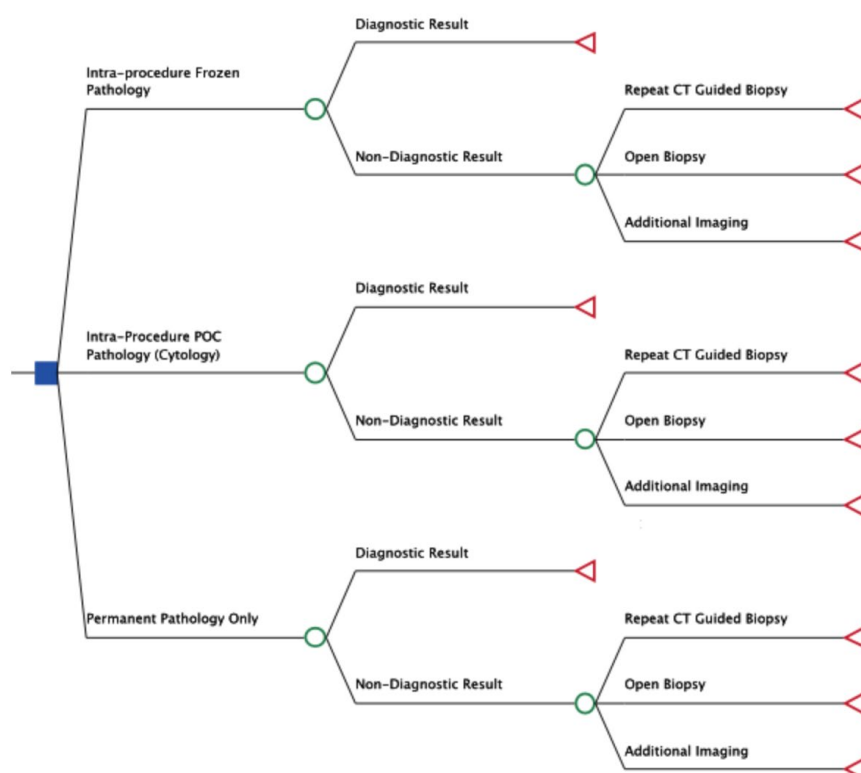 Diagnostic Result
Intra-procedure Frozen
Pathology
Repeat CT Guided Biopsy
Non-Diagnostic Result
Open Biopsy
Additional Imaging
Diagnostic Result
Intra-Procedure POC
Pathology (Cytology)
Repeat CT Guided Biopsy
Non-Diagnostic Result
Open Biopsy
Additional Imaging
Diagnostic Result
Permanent Pathology Only
Repeat CT Guided Biopsy
Non-Diagnostic Result
Open Biopsy
Additional Imaging